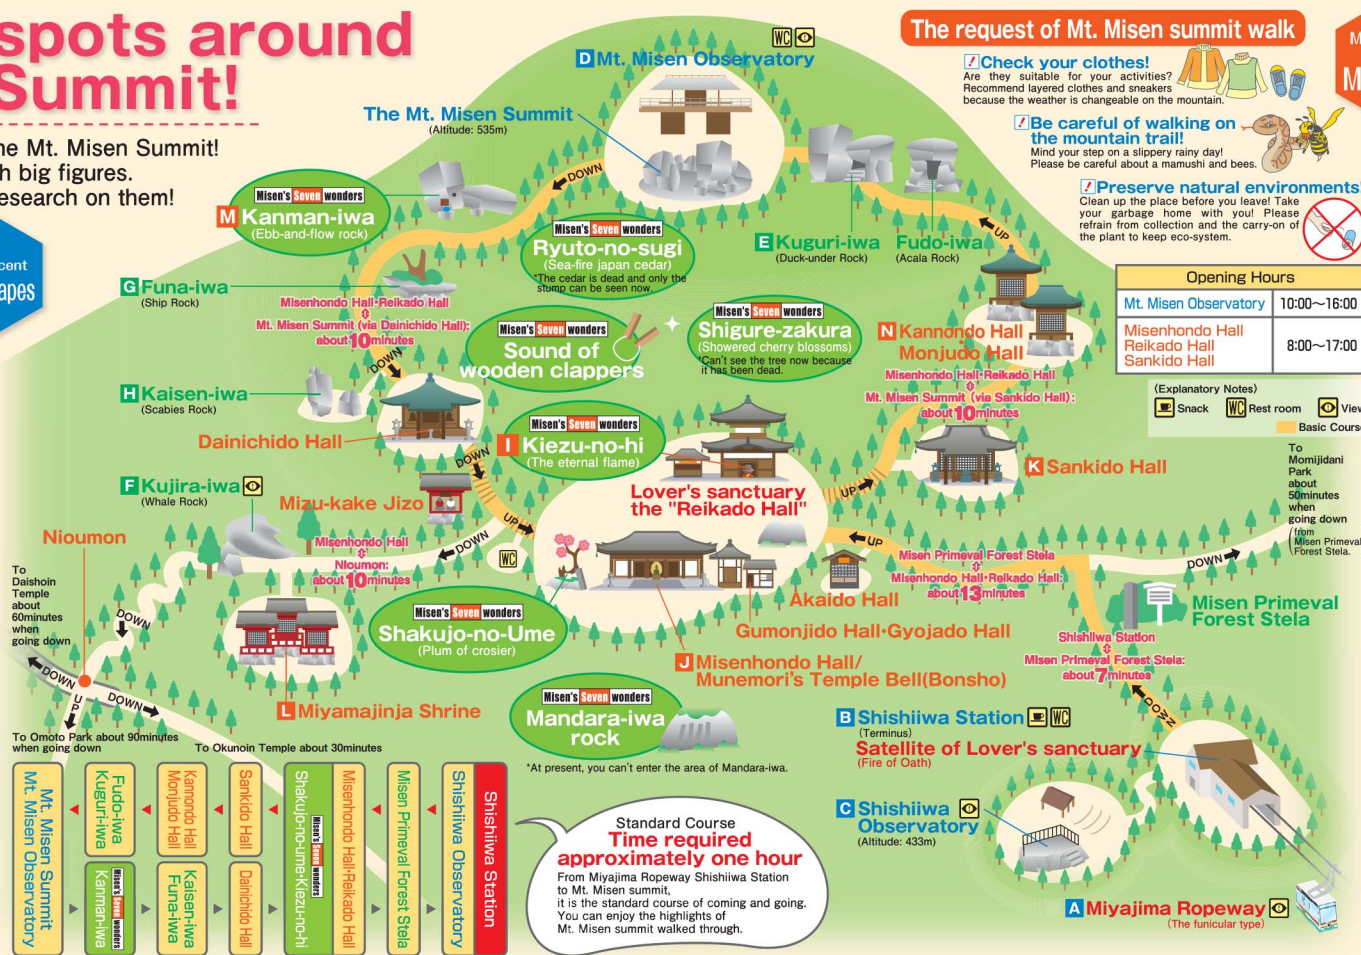 spots around
Summit!
he Mt. Misen Summit!
h big figures.
esearch on them!
cent
apes
The request of Mt. Misen summit walk
Check your clothes!
Are they suitable for your activities?
Recommend layered clothes and sneakers
because the weather is changeable on the mountain.
Be careful of walking on
the mountain trail!
Mind your step on a slippery rainy day!
Please be careful about a mamushi and bees.
Preserve natural environments!
Clean up the place before you leave! Take
your garbage home with you! Please
refrain from collection and the carry-on of
the plant to keep eco-system.
M
M
Opening Hours
Mt. Misen Observatory 10:00~16:00
Misenhondo Hall
Reikado Hall
Sankido Hall
8:00~17:00
(Explanatory Notes)
Snack WC Rest room View
Basic Course
WC
D Mt. Misen Observatory
The Mt. Misen Summit
(Altitude: 535m)
DOWN
Misen's Seven wonders
M Kanman-iwa
(Ebb-and-flow rock)
Misen's Seven wonders
Ryuto-no-sugi
(Sea-fire japan cedar)
*The cedar is dead and only the
stump can be seen now.
E Kuguri-iwa
(Duck-under Rock)
Fudo-iwa
(Acala Rock)
UP
G Funa-iwa
(Ship Rock)
Misenhondo Hall・Reikado Hall
⇕
Mt. Misen Summit (via Dainichido Hall):
about 10 minutes
DOWN
Misen's Seven wonders
Sound of
wooden clappers
Misen's Seven wonders
Shigure-zakura
(Showered cherry blossoms)
*Can't see the tree now because
it has been dead.
N Kannondo Hall
Monjudo Hall
Misenhondo Hall・Reikado Hall
⇕
Mt. Misen Summit (via Sankido Hall):
about 10 minutes
H Kaisen-iwa
(Scabies Rock)
Dainichido Hall
DOWN
Misen's Seven wonders
I Kiezu-no-hi
(The eternal flame)
Lover's sanctuary
the "Reikado Hall"
UP
K Sankido Hall
To
Momijidani
Park
about
50minutes
when
going down
(from
Misen Primeval
Forest Stela.
F Kujira-iwa
(Whale Rock)
Mizu-kake Jizo
UP
Nioumon
Misenhondo Hall
⇕
Nioumon:
about 10 minutes
DOWN
WC
UP
Misen Primeval Forest Stela
⇕
Misenhondo Hall・Reikado Hall:
about 13 minutes
DOWN
To
Daishoin
Temple
about
60minutes
when
going down
DOWN
Misen's Seven wonders
Shakujo-no-Ume
(Plum of crosier)
Akaido Hall
Gumonjido Hall・Gyojado Hall
J Misenhondo Hall/
Munemori's Temple Bell(Bonsho)
Misen Primeval
Forest Stela
Shishiiwa Station
⇕
Misen Primeval Forest Stela:
about 7 minutes
DOWN
DOWN
UP
L Miyamajinja Shrine
To Omoto Park about 90minutes
when going down
To Okunoin Temple about 30minutes
Misen's Seven wonders
Mandara-iwa
rock
*At present, you can't enter the area of Mandara-iwa.
B Shishiiwa Station WC
(Terminus)
Satellite of Lover's sanctuary
(Fire of Oath)
DOWN
C Shishiiwa
Observatory
(Altitude: 433m)
A Miyajima Ropeway
(The funicular type)
Standard Course
Time required
approximately one hour
From Miyajima Ropeway Shishiiwa Station
to Mt. Misen summit,
it is the standard course of coming and going.
You can enjoy the highlights of
Mt. Misen summit walked through.
Mt. Misen Summit
Mt. Misen Observatory
Fudo-iwa
Kuguri-iwa
Misen's Seven wonders
Kanman-iwa
Kannondo Hall
Monjudo Hall
Kaisen-iwa
Funa-iwa
Sankido Hall
Dainichido Hall
Misenhondo Hall・Reikado Hall
Misen's Seven wonders
Shakujo-no-ume・Kiezu-no-hi
Misen Primeval Forest Stela
Shishiiwa Observatory
Shishiiwa Station